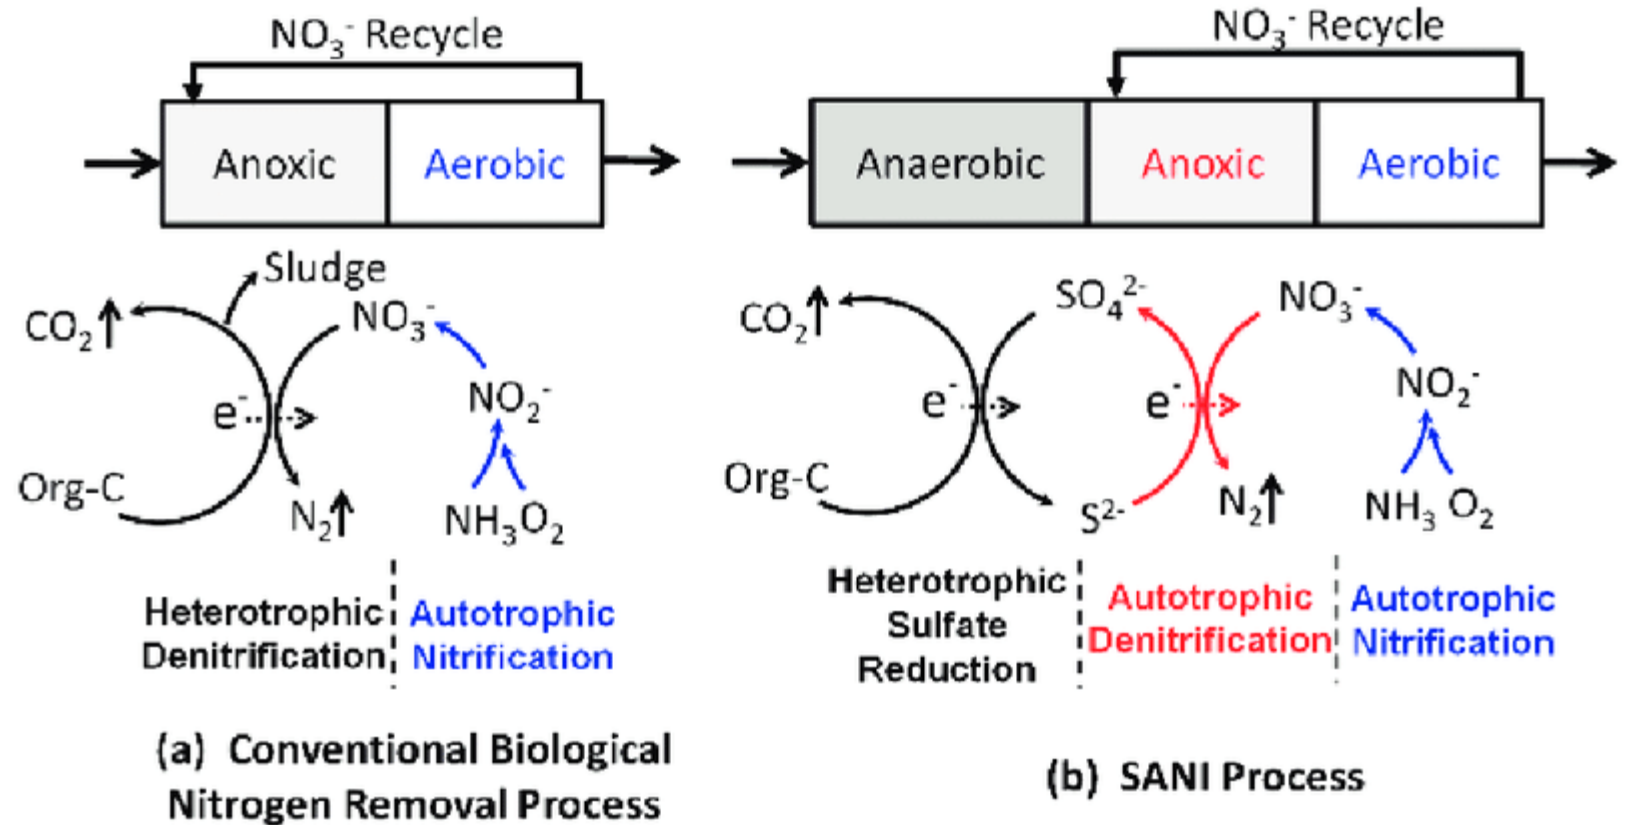 NO₃⁻ Recycle
Anoxic
Aerobic
Sludge
CO₂
NO₃⁻
NO₂⁻
e⁻
Org-C
N₂
NH₃O₂
Heterotrophic
Denitrification
Autotrophic
Nitrification
(a) Conventional Biological
Nitrogen Removal Process
NO₃⁻ Recycle
Anaerobic
Anoxic
Aerobic
CO₂
SO₄²⁻
NO₃⁻
NO₂⁻
e⁻
e⁻
Org-C
S²⁻
N₂
NH₃ O₂
Heterotrophic
Sulfate
Reduction
Autotrophic
Denitrification
Autotrophic
Nitrification
(b) SANI Process